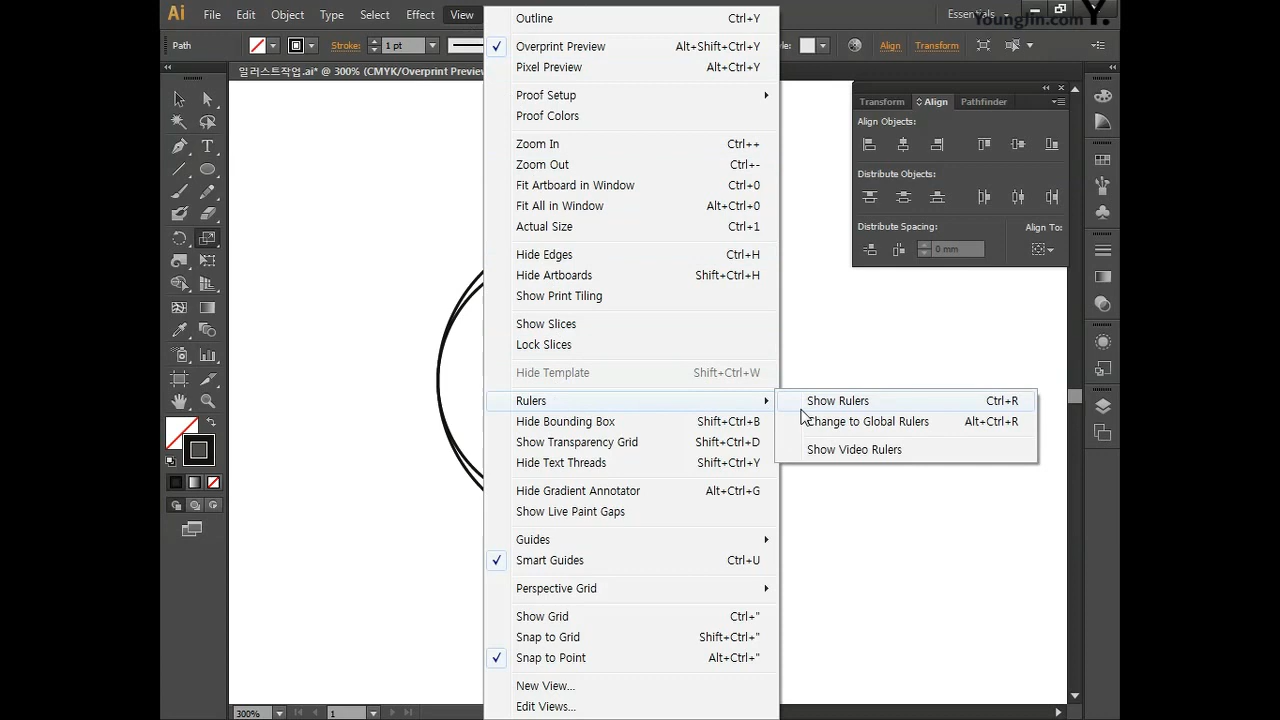 Ai File Edit Object Type Select Effect View Essentials
YoungJin.com Y.
Path Stroke: 1 pt Style: Align Transform
일러스트작업.ai* @ 300% (CMYK/Overprint Preview
Outline Ctrl+Y
Overprint Preview Alt+Shift+Ctrl+Y
Pixel Preview Alt+Ctrl+Y
Proof Setup
Proof Colors
Zoom In Ctrl++
Zoom Out Ctrl+-
Fit Artboard in Window Ctrl+0
Fit All in Window Alt+Ctrl+0
Actual Size Ctrl+1
Hide Edges Ctrl+H
Hide Artboards Shift+Ctrl+H
Show Print Tiling
Show Slices
Lock Slices
Hide Template Shift+Ctrl+W
Rulers
Hide Bounding Box Shift+Ctrl+B
Show Transparency Grid Shift+Ctrl+D
Hide Text Threads Shift+Ctrl+Y
Hide Gradient Annotator Alt+Ctrl+G
Show Live Paint Gaps
Guides
Smart Guides Ctrl+U
Perspective Grid
Show Grid Ctrl+"
Snap to Grid Shift+Ctrl+"
Snap to Point Alt+Ctrl+"
New View...
Edit Views...
Show Rulers Ctrl+R
Change to Global Rulers Alt+Ctrl+R
Show Video Rulers
Transform Align Pathfinder
Align Objects:
Distribute Objects:
Distribute Spacing: Align To:
0 mm
300% 1